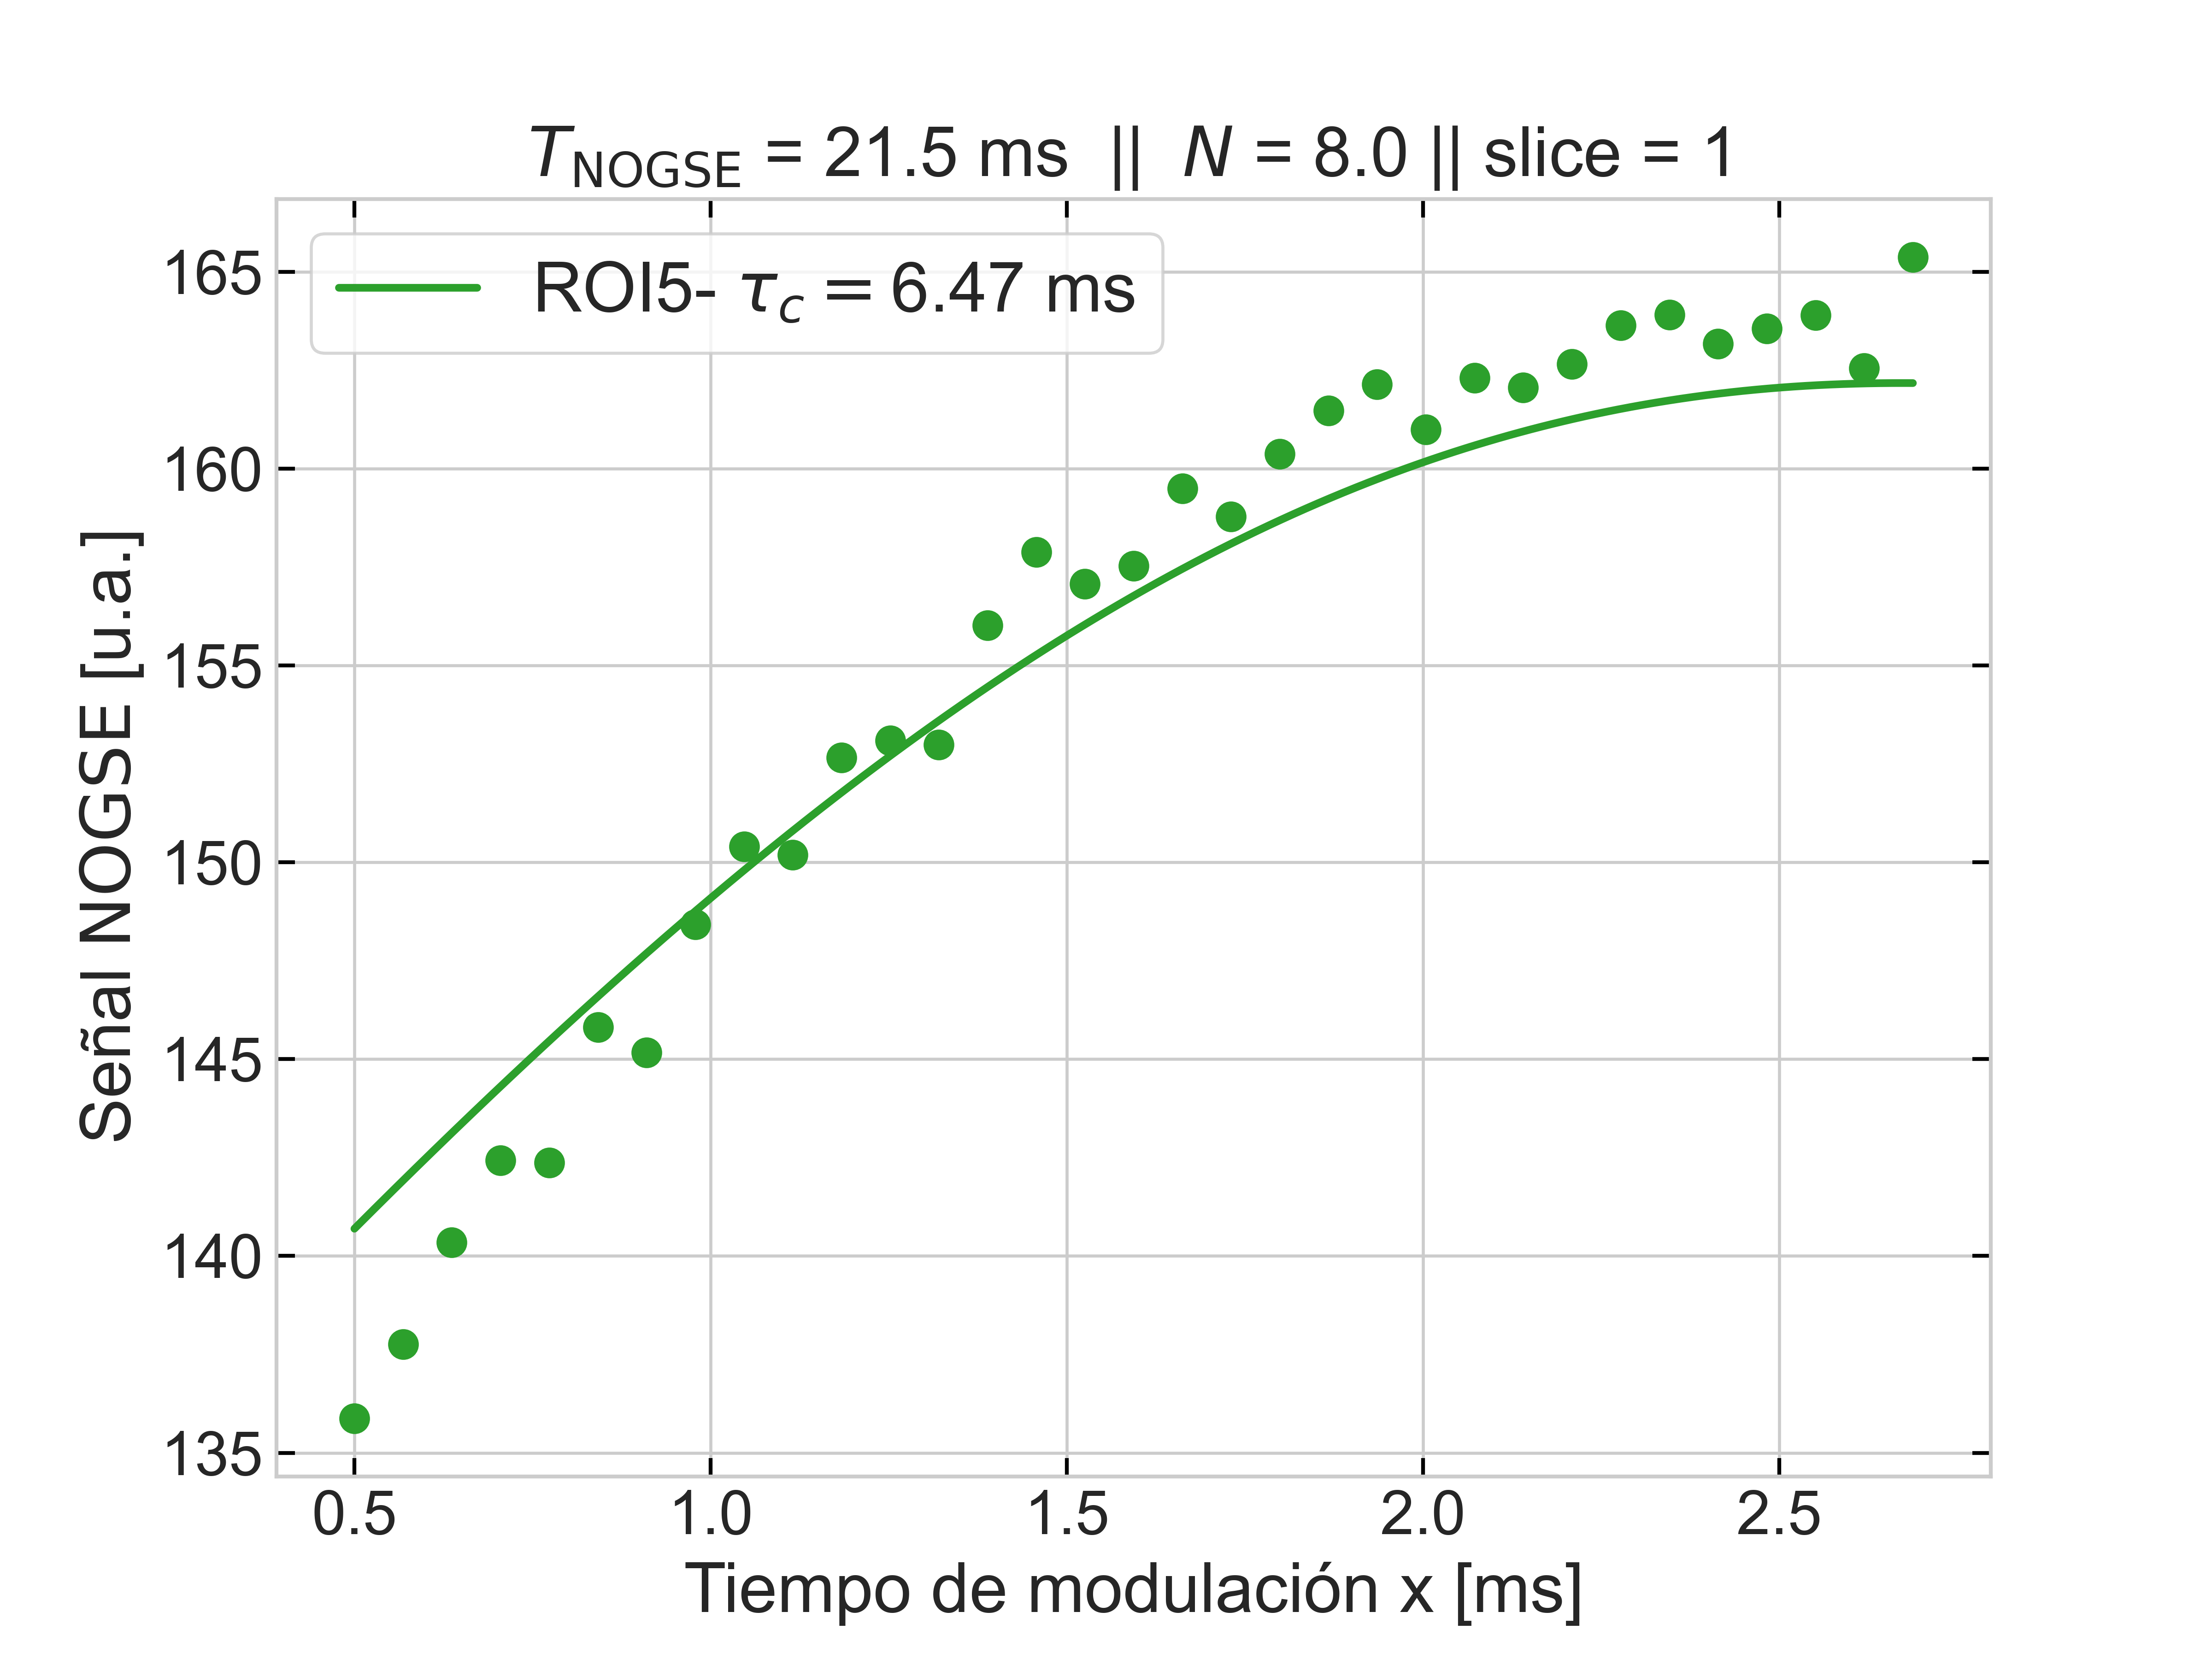 T_NOGSE = 21.5 ms || N = 8.0 || slice = 1
ROI5- τ_c = 6.47 ms
Señal NOGSE [u.a.]
165
160
155
150
145
140
135
0.5 1.0 1.5 2.0 2.5
Tiempo de modulación x [ms]